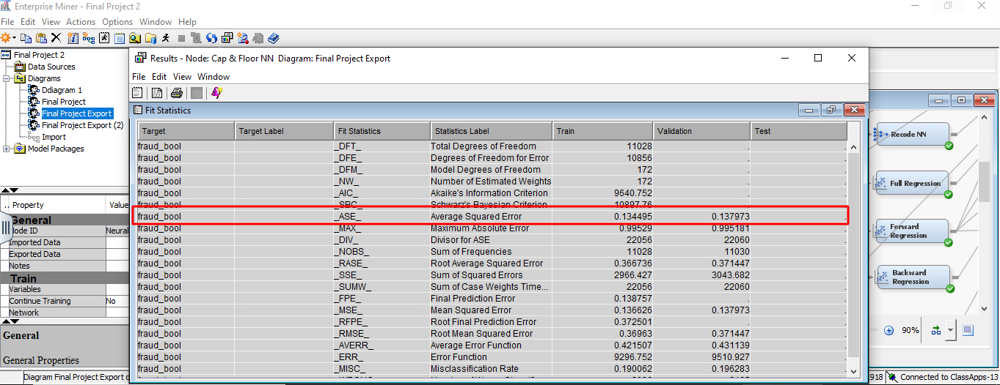 Enterprise Miner - Final Project 2
File Edit View Actions Options Window Help
Final Project 2
Data Sources
Diagrams
Ddiagram 1
Final Project
Final Project Export
Final Project Export (2)
Import
Model Packages
.. Property Value
General
Node ID Neural
Imported Data
Exported Data
Notes
Train
Variables
Continue Training No
Network
General
General Properties
Diagram Final Project Export
Results - Node: Cap & Floor NN Diagram: Final Project Export
File Edit View Window
Fit Statistics
Target Target Label Fit Statistics Statistics Label Train Validation Test
fraud_bool _DFT_ Total Degrees of Freedom 11028 . .
fraud_bool _DFE_ Degrees of Freedom for Error 10856 . .
fraud_bool _DFM_ Model Degrees of Freedom 172 . .
fraud_bool _NW_ Number of Estimated Weights 172 . .
fraud_bool _AIC_ Akaike's Information Criterion 9640.752 . .
fraud_bool _SBC_ Schwarz's Bayesian Criterion 10897.76 . .
fraud_bool _ASE_ Average Squared Error 0.134495 0.137973 .
fraud_bool _MAX_ Maximum Absolute Error 0.99529 0.995181 .
fraud_bool _DIV_ Divisor for ASE 22056 22060 .
fraud_bool _NOBS_ Sum of Frequencies 11028 11030 .
fraud_bool _RASE_ Root Average Squared Error 0.366736 0.371447 .
fraud_bool _SSE_ Sum of Squared Errors 2966.427 3043.682 .
fraud_bool _SUMW_ Sum of Case Weights Time... 22056 22060 .
fraud_bool _FPE_ Final Prediction Error 0.138757 . .
fraud_bool _MSE_ Mean Squared Error 0.136626 0.137973 .
fraud_bool _RFPE_ Root Final Prediction Error 0.372501 . .
fraud_bool _RMSE_ Root Mean Squared Error 0.36963 0.371447 .
fraud_bool _AVERR_ Average Error Function 0.421507 0.431139 .
fraud_bool _ERR_ Error Function 9296.752 9510.927 .
fraud_bool _MISC_ Misclassification Rate 0.190062 0.196283 .
Recode NN
Full Regression
Forward
Regression
Backward
Regression
90%
918 Connected to ClassApps-13